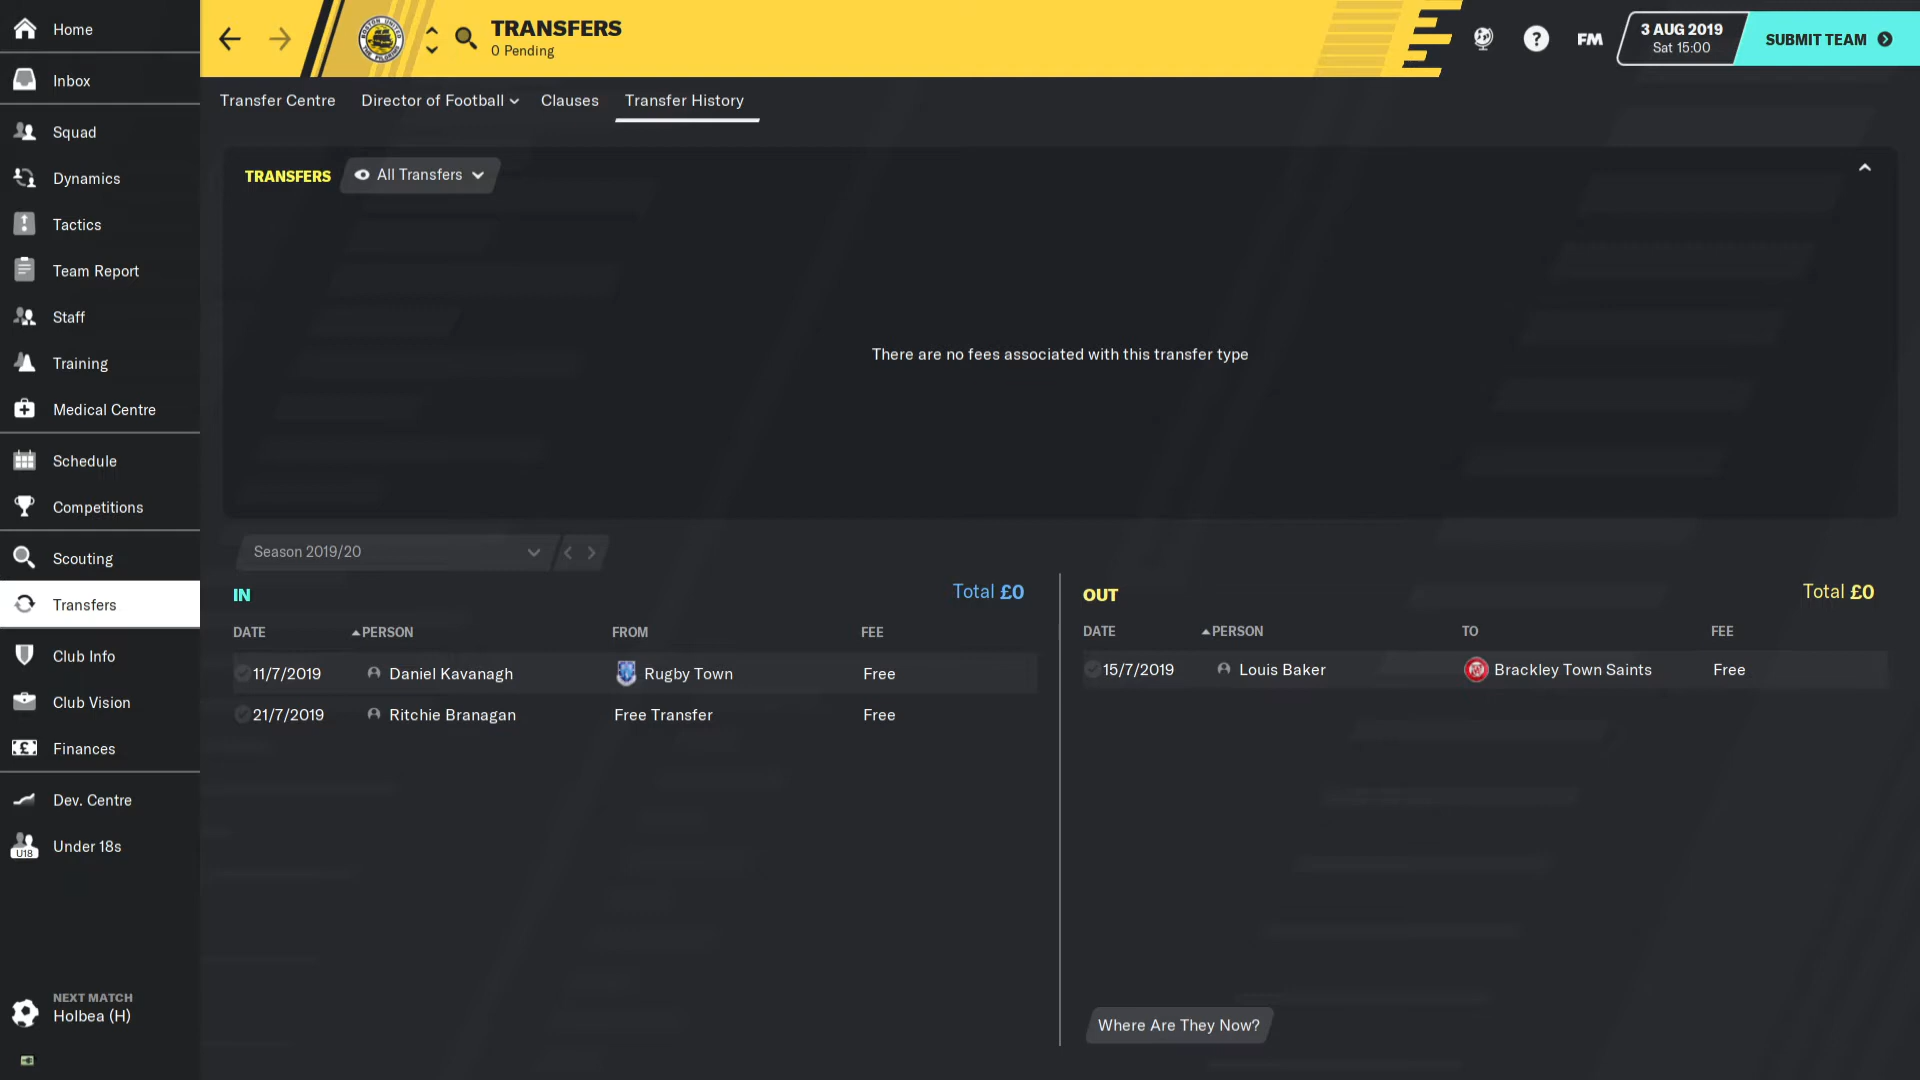 Home
Inbox
Squad
Dynamics
Tactics
Team Report
Staff
Training
Medical Centre
Schedule
Competitions
Scouting
Transfers
Club Info
Club Vision
Finances
Dev. Centre
U18
Under 18s
NEXT MATCH
Holbea (H)
TRANSFERS
0 Pending
FM
3 AUG 2019
Sat 15:00
SUBMIT TEAM
Transfer Centre
Director of Football
Clauses
Transfer History
TRANSFERS
All Transfers
There are no fees associated with this transfer type
Season 2019/20
IN
Total £0
DATE
PERSON
FROM
FEE
11/7/2019
Daniel Kavanagh
Rugby Town
Free
21/7/2019
Ritchie Branagan
Free Transfer
Free
OUT
Total £0
DATE
PERSON
TO
FEE
15/7/2019
Louis Baker
Brackley Town Saints
Free
Where Are They Now?